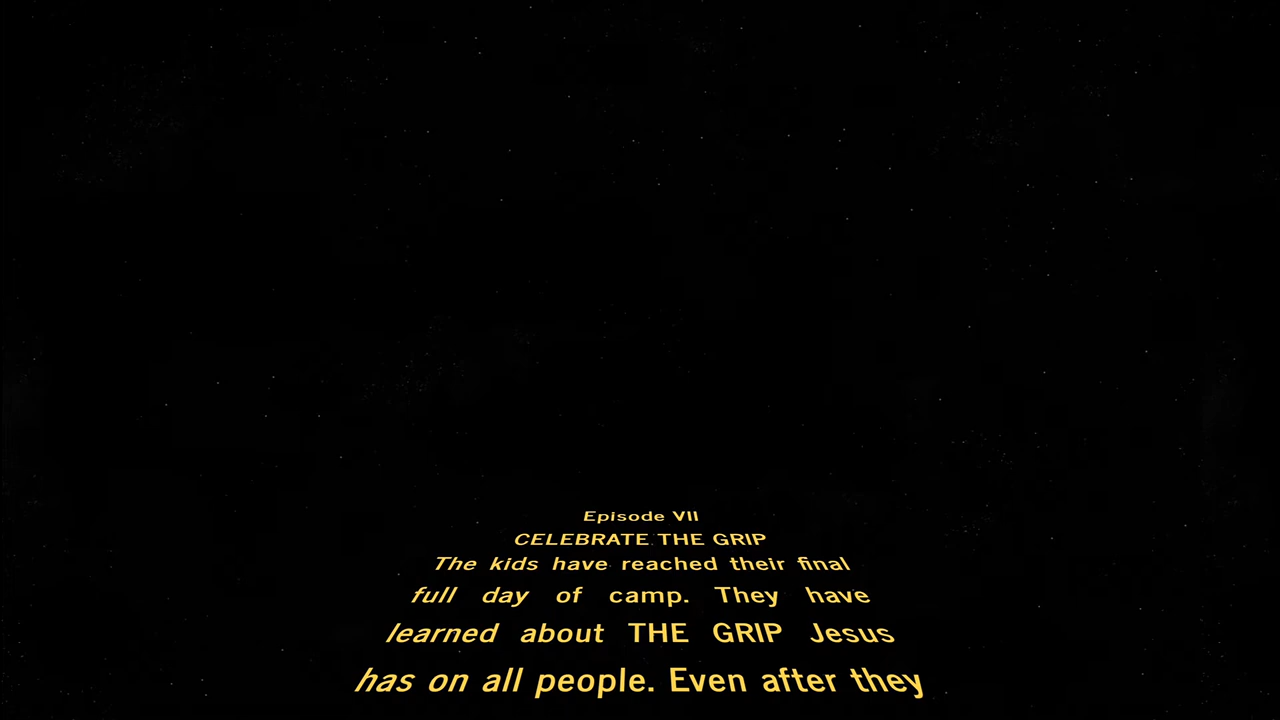 Episode VII
CELEBRATE THE GRIP
The kids have reached their final
full day of camp. They have
learned about THE GRIP Jesus
has on all people. Even after they